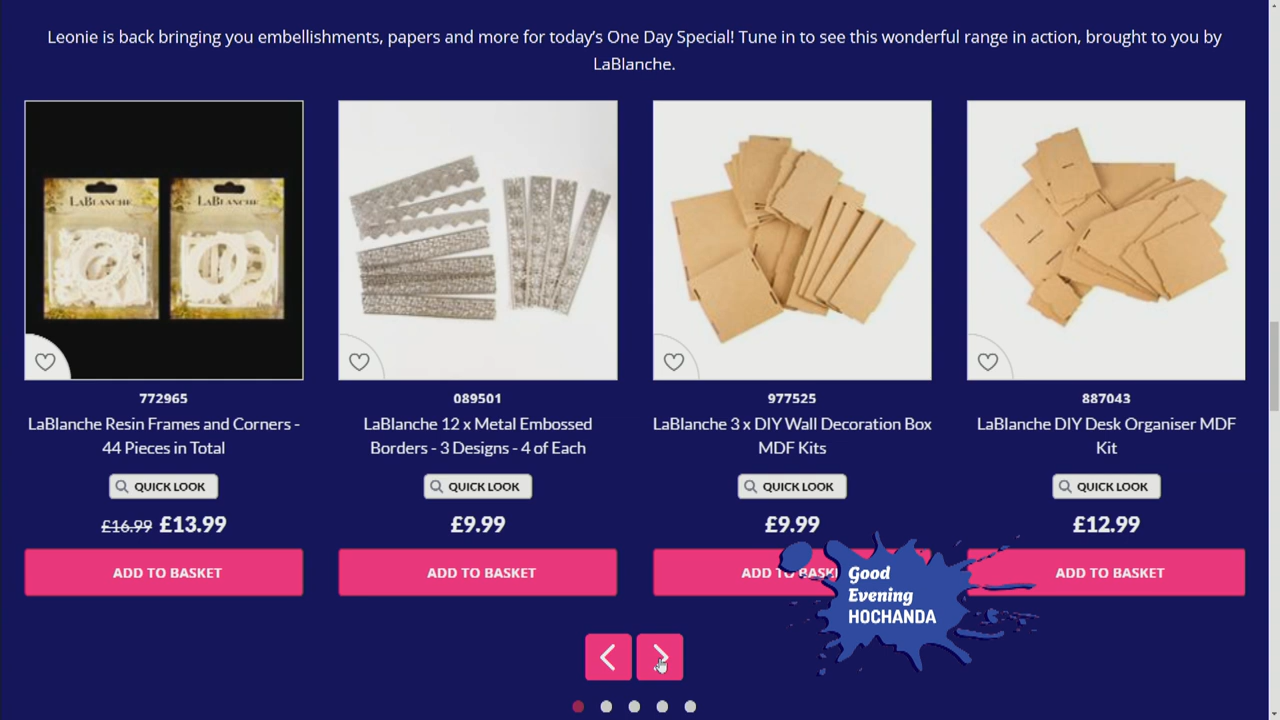 Leonie is back bringing you embellishments, papers and more for today's One Day Special! Tune in to see this wonderful range in action, brought to you by
LaBlanche.
LABLANCHE
LABLANCHE
772965
LaBlanche Resin Frames and Corners -
44 Pieces in Total
QUICK LOOK
£16.99 £13.99
ADD TO BASKET
089501
LaBlanche 12 x Metal Embossed
Borders - 3 Designs - 4 of Each
QUICK LOOK
£9.99
ADD TO BASKET
977525
LaBlanche 3 x DIY Wall Decoration Box
MDF Kits
QUICK LOOK
£9.99
ADD TO BASK
887043
LaBlanche DIY Desk Organiser MDF
Kit
QUICK LOOK
£12.99
ADD TO BASKET
Good
Evening
HOCHANDA